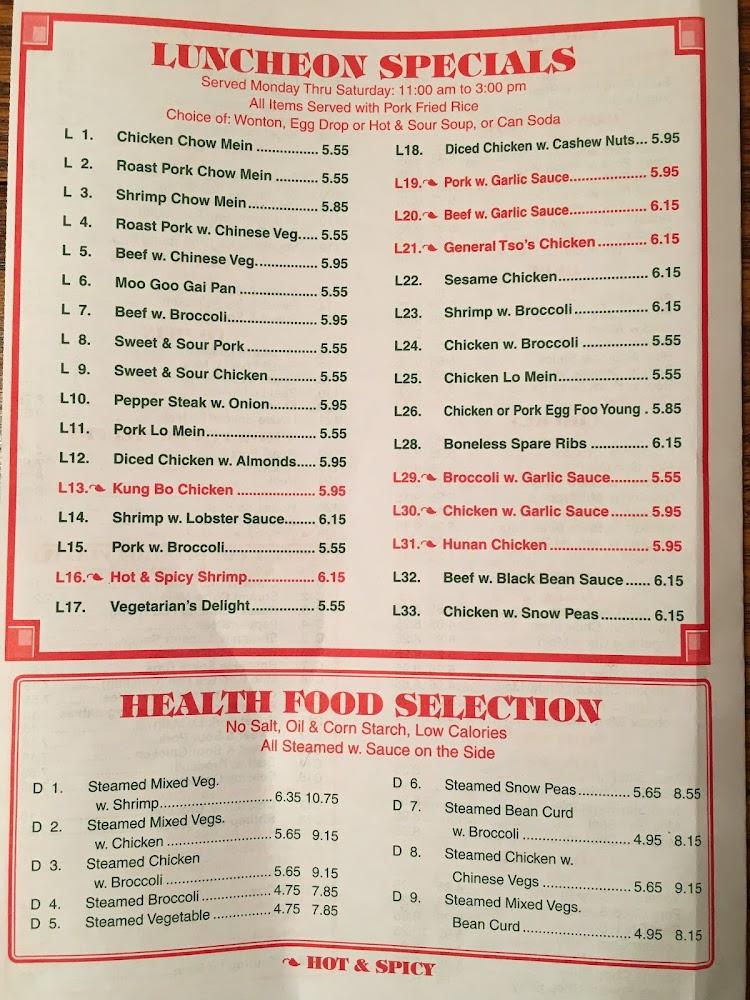 LUNCHEON SPECIALS
Served Monday Thru Saturday: 11:00 am to 3:00 pm
All Items Served with Pork Fried Rice
Choice of: Wonton, Egg Drop or Hot & Sour Soup, or Can Soda
L 1. Chicken Chow Mein ................ 5.55
L 2. Roast Pork Chow Mein ........... 5.55
L 3. Shrimp Chow Mein.................. 5.85
L 4. Roast Pork w. Chinese Veg..... 5.55
L 5. Beef w. Chinese Veg................ 5.95
L 6. Moo Goo Gai Pan .................... 5.55
L 7. Beef w. Broccoli....................... 5.95
L 8. Sweet & Sour Pork .................. 5.55
L 9. Sweet & Sour Chicken ............ 5.55
L10. Pepper Steak w. Onion............ 5.95
L11. Pork Lo Mein............................ 5.55
L12. Diced Chicken w. Almonds..... 5.95
L13. Kung Bo Chicken .................... 5.95
L14. Shrimp w. Lobster Sauce........ 6.15
L15. Pork w. Broccoli....................... 5.55
L16. Hot & Spicy Shrimp................. 6.15
L17. Vegetarian's Delight................ 5.55
L18. Diced Chicken w. Cashew Nuts... 5.95
L19. Pork w. Garlic Sauce.................... 5.95
L20. Beef w. Garlic Sauce.................... 6.15
L21. General Tso's Chicken ............. 6.15
L22. Sesame Chicken....................... 6.15
L23. Shrimp w. Broccoli.................... 6.15
L24. Chicken w. Broccoli .................. 5.55
L25. Chicken Lo Mein....................... 5.55
L26. Chicken or Pork Egg Foo Young . 5.85
L28. Boneless Spare Ribs ............... 6.15
L29. Broccoli w. Garlic Sauce.......... 5.55
L30. Chicken w. Garlic Sauce.......... 5.95
L31. Hunan Chicken ......................... 5.95
L32. Beef w. Black Bean Sauce...... 6.15
L33. Chicken w. Snow Peas............ 6.15
HEALTH FOOD SELECTION
No Salt, Oil & Corn Starch, Low Calories
All Steamed w. Sauce on the Side
D 1. Steamed Mixed Veg.
w. Shrimp.......................... 6.35 10.75
D 2. Steamed Mixed Vegs.
w. Chicken ......................... 5.65 9.15
D 3. Steamed Chicken
w. Broccoli ......................... 5.65 9.15
D 4. Steamed Broccoli ................ 4.75 7.85
D 5. Steamed Vegetable ............. 4.75 7.85
D 6. Steamed Snow Peas............ 5.65 8.55
D 7. Steamed Bean Curd
w. Broccoli ......................... 4.95 8.15
D 8. Steamed Chicken w.
Chinese Vegs .................... 5.65 9.15
D 9. Steamed Mixed Vegs.
Bean Curd......................... 4.95 8.15
HOT & SPICY